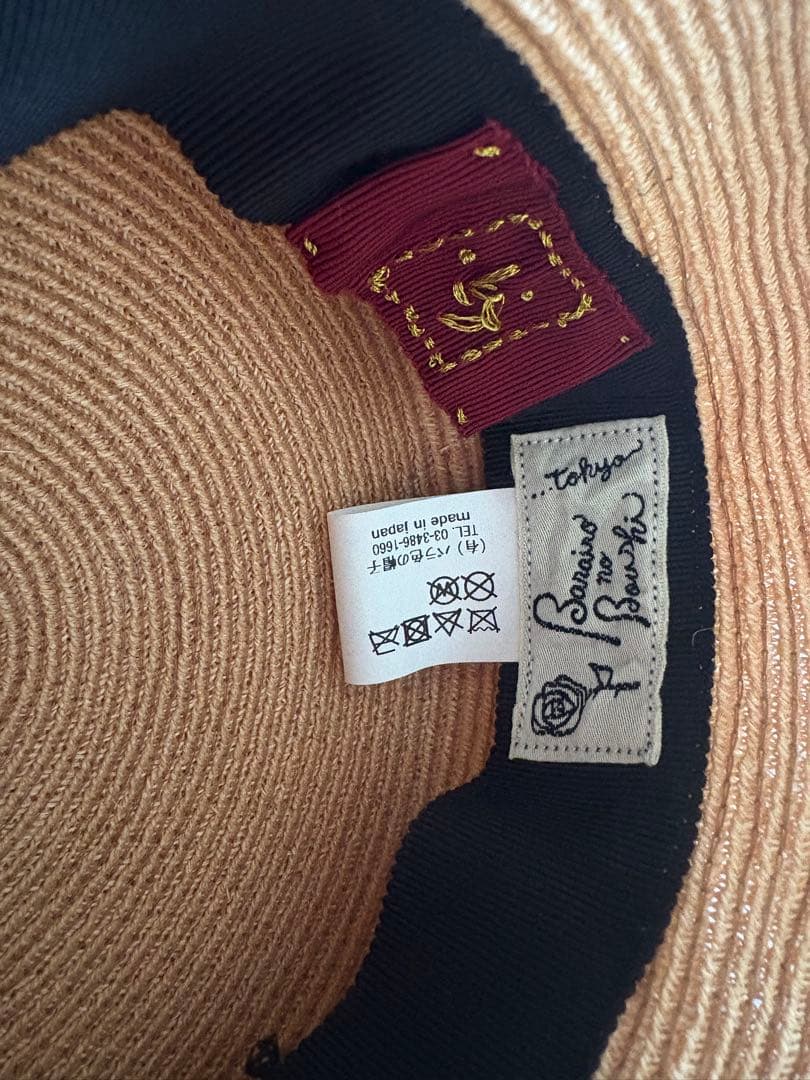 ...tokyo
Barairo
no
Boushi
(有) バラ色の帽子
TEL. 03-3486-1660
made in japan
W